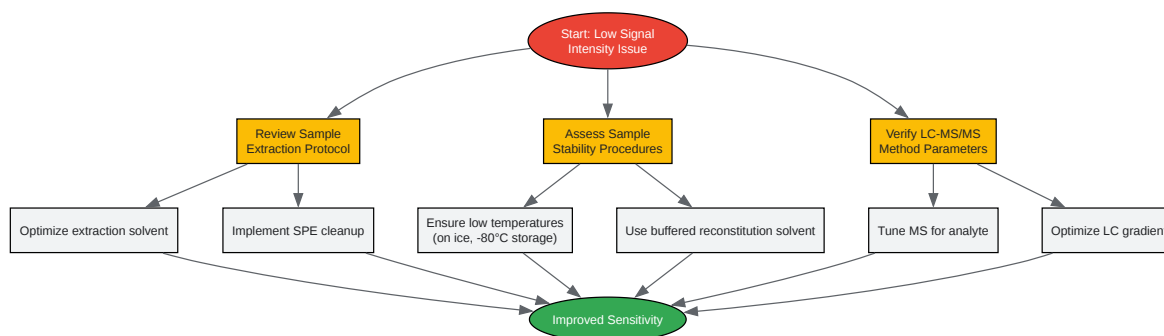 Start: Low Signal
Intensity Issue
Review Sample
Extraction Protocol
Assess Sample
Stability Procedures
Verify LC-MS/MS
Method Parameters
Optimize extraction solvent
Implement SPE cleanup
Ensure low temperatures
(on ice, -80°C storage)
Use buffered reconstitution solvent
Tune MS for analyte
Optimize LC gradient
Improved Sensitivity